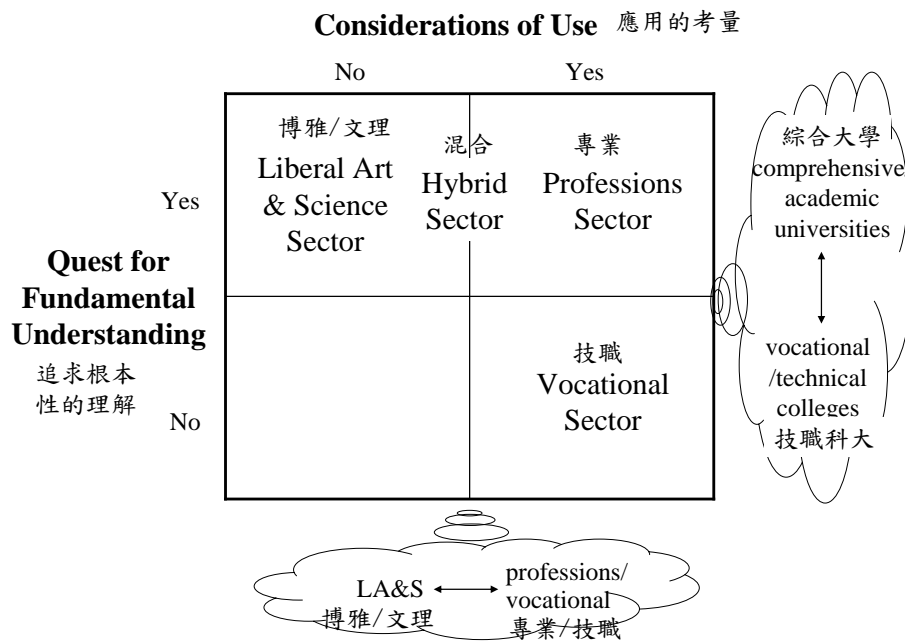 Considerations of Use 應用的考量
No Yes
博雅/文理
Liberal Art
& Science
Sector
混合
Hybrid
Sector
專業
Professions
Sector
Yes
Quest for
Fundamental
Understanding
追求根本
性的理解
No
技職
Vocational
Sector
綜合大學
comprehensive
academic
universities
vocational
/technical
colleges
技職科大
LA&S
博雅/文理
professions/
vocational
專業/技職